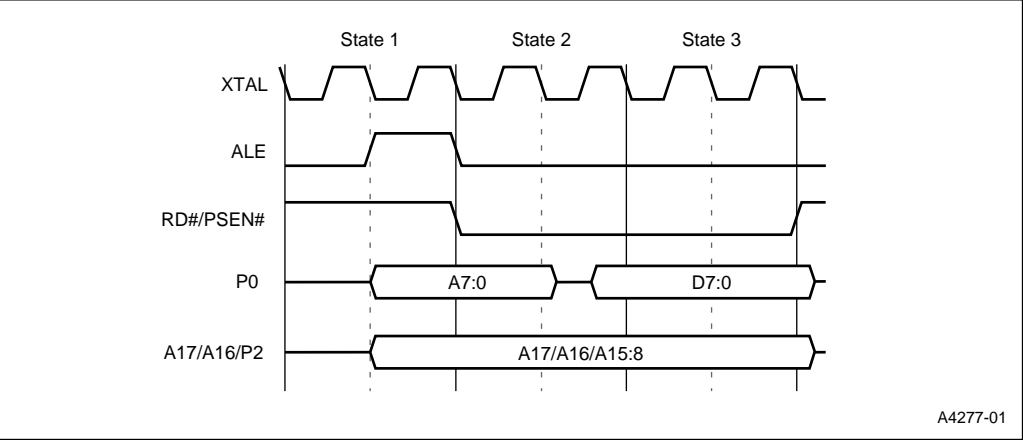 State 1 State 2 State 3
XTAL
ALE
RD#/PSEN#
P0 A7:0 D7:0
A17/A16/P2 A17/A16/A15:8
A4277-01